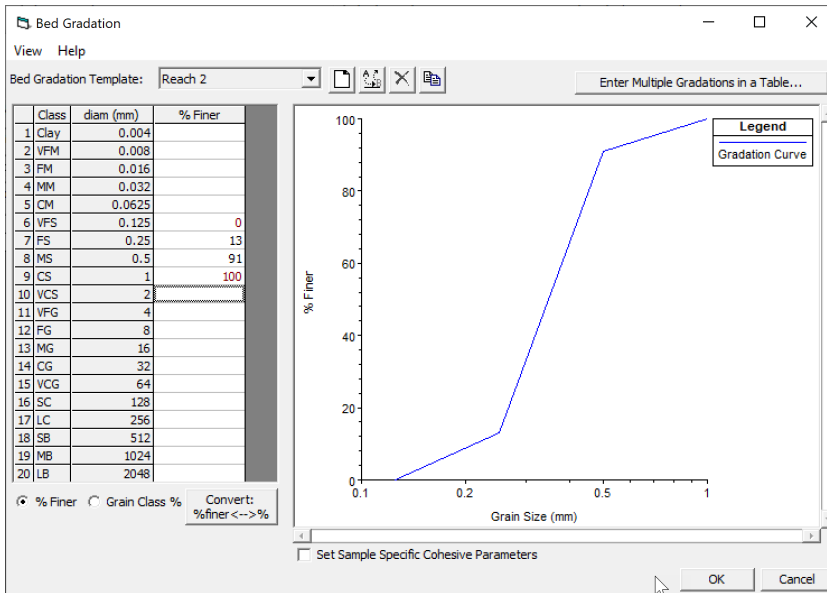 Bed Gradation
View Help
Bed Gradation Template: Reach 2
Enter Multiple Gradations in a Table...
Class diam (mm) % Finer
1 Clay 0.004
2 VFM 0.008
3 FM 0.016
4 MM 0.032
5 CM 0.0625
6 VFS 0.125 0
7 FS 0.25 13
8 MS 0.5 91
9 CS 1 100
10 VCS 2
11 VFG 4
12 FG 8
13 MG 16
14 CG 32
15 VCG 64
16 SC 128
17 LC 256
18 SB 512
19 MB 1024
20 LB 2048
% Finer Grain Class %
Convert:
%finer<-->%
100
80
60
40
20
0
% Finer
0.1 0.2 0.5 1
Grain Size (mm)
Legend
Gradation Curve
Set Sample Specific Cohesive Parameters
OK Cancel